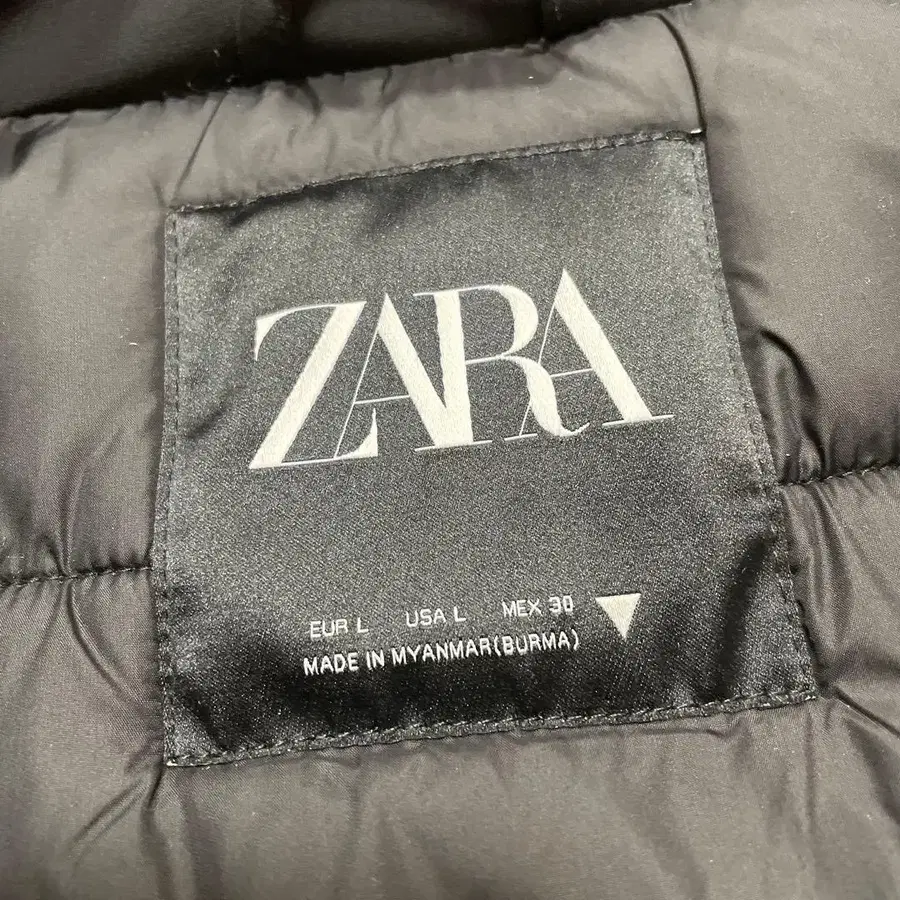 ZARA
EUR L USA L MEX 30
MADE IN MYANMAR(BURMA)